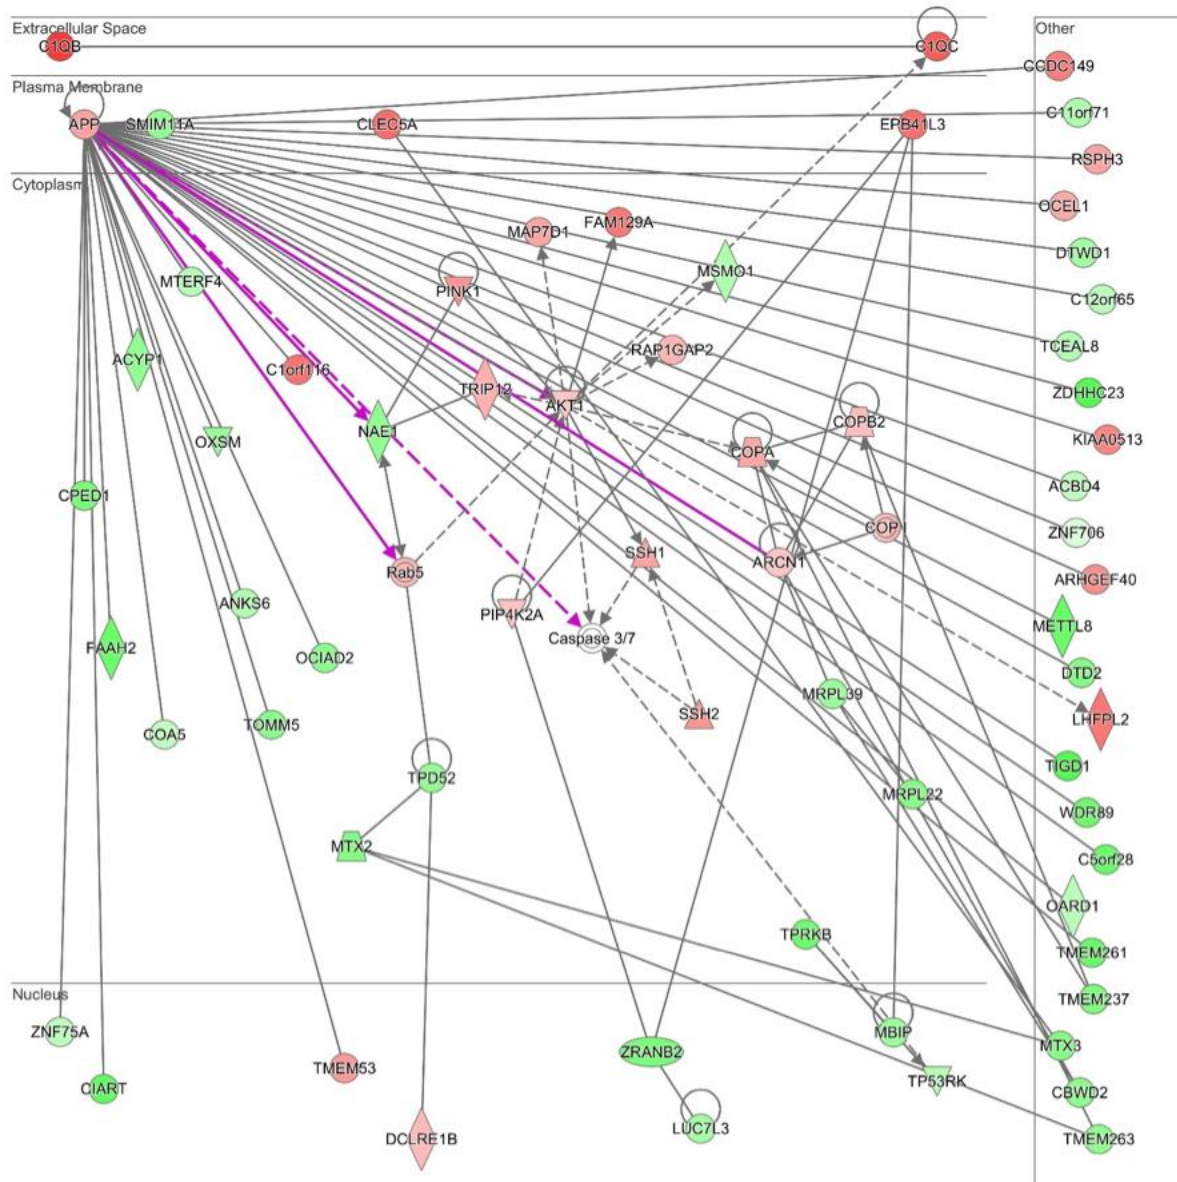 Extracellular Space
Other
C1QB
C1QC
CCDC149
Plasma Membrane
C11orf71
APP
SMIM11A
CLEC5A
EPB41L3
RSPH3
Cytoplasm
OCEL1
FAM129A
MAP7D1
DTWD1
MSMO1
MTERF4
PINK1
C12orf65
TCEAL8
RAP1GAP2
ACYP1
C1orf116
TRIP12
ZDHHC23
AKT1
COPB2
NAE1
OXSM
KIAA0513
COPA
ACBD4
CPED1
COP
ZNF706
SSH1
ARCN1
Rab5
ARHGEF40
ANKS6
PIP4K2A
METTL8
Caspase 3/7
FAAH2
OCIAD2
DTD2
MRPL39
SSH2
LHFPL2
TOMM5
COA5
TIGD1
TPD52
MRPL22
WDR89
MTX2
C5orf28
OARD1
TPRKB
TMEM261
Nucleus
TMEM237
ZNF75A
MBIP
MTX3
ZRANB2
TMEM53
TP53RK
CIART
CBWD2
LUC7L3
DCLRE1B
TMEM263